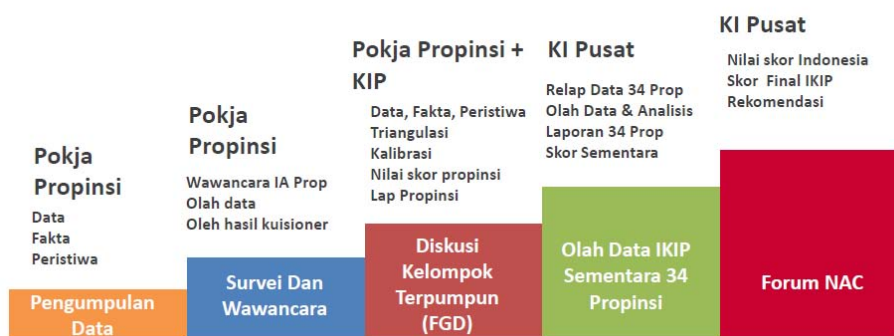 Pokja
Propinsi
Data
Fakta
Peristiwa
Pengumpulan
Data
Pokja
Propinsi
Wawancara IA Prop
Olah data
Oleh hasil kuisioner
Survei Dan
Wawancara
Pokja Propinsi +
KIP
Data, Fakta, Peristiwa
Triangulasi
Kalibrasi
Nilai skor propinsi
Lap Propinsi
Diskusi
Kelompok
Terpumpun
(FGD)
KI Pusat
Relap Data 34 Prop
Olah Data & Analisis
Laporan 34 Prop
Skor Sementara
Olah Data IKIP
Sementara 34
Propinsi
KI Pusat
Nilai skor Indonesia
Skor Final IKIP
Rekomendasi
Forum NAC